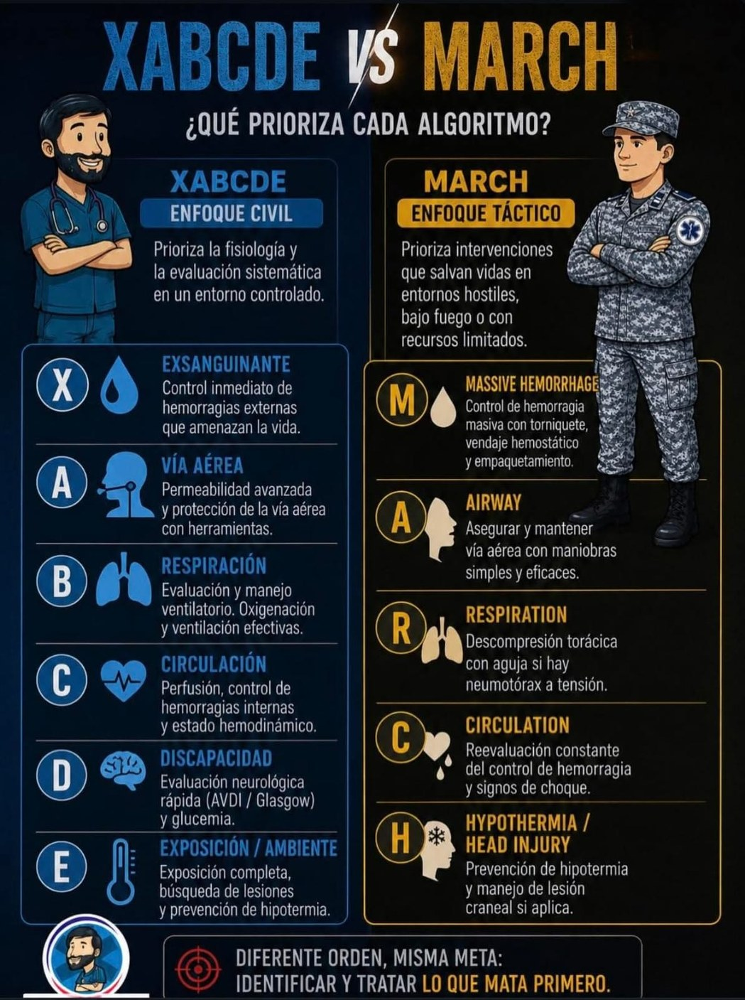 XABCDE VS MARCH
¿QUÉ PRIORIZA CADA ALGORITMO?
XABCDE
ENFOQUE CIVIL
Prioriza la fisiología y
la evaluación sistemática
en un entorno controlado.
X
EXSANGUINANTE
Control inmediato de
hemorragias externas
que amenazan la vida.
A
VÍA AÉREA
Permeabilidad avanzada
y protección de la vía aérea
con herramientas.
B
RESPIRACIÓN
Evaluación y manejo
ventilatorio. Oxigenación
y ventilación efectivas.
C
CIRCULACIÓN
Perfusión, control de
hemorragias internas
y estado hemodinámico.
D
DISCAPACIDAD
Evaluación neurológica
rápida (AVDI / Glasgow)
y glucemia.
E
EXPOSICIÓN / AMBIENTE
Exposición completa,
búsqueda de lesiones
y prevención de hipotermia.
MARCH
ENFOQUE TÁCTICO
Prioriza intervenciones
que salvan vidas en
entornos hostiles,
bajo fuego o con
recursos limitados.
M
MASSIVE HEMORRHAGE
Control de hemorragia
masiva con torniquete,
vendaje hemostático
y empaquetamiento.
A
AIRWAY
Asegurar y mantener
vía aérea con maniobras
simples y eficaces.
R
RESPIRATION
Descompresión torácica
con aguja si hay
neumotórax a tensión.
C
CIRCULATION
Reevaluación constante
del control de hemorragia
y signos de choque.
H
HYPOTHERMIA /
HEAD INJURY
Prevención de hipotermia
y manejo de lesión
craneal si aplica.
DIFERENTE ORDEN, MISMA META:
IDENTIFICAR Y TRATAR LO QUE MATA PRIMERO.